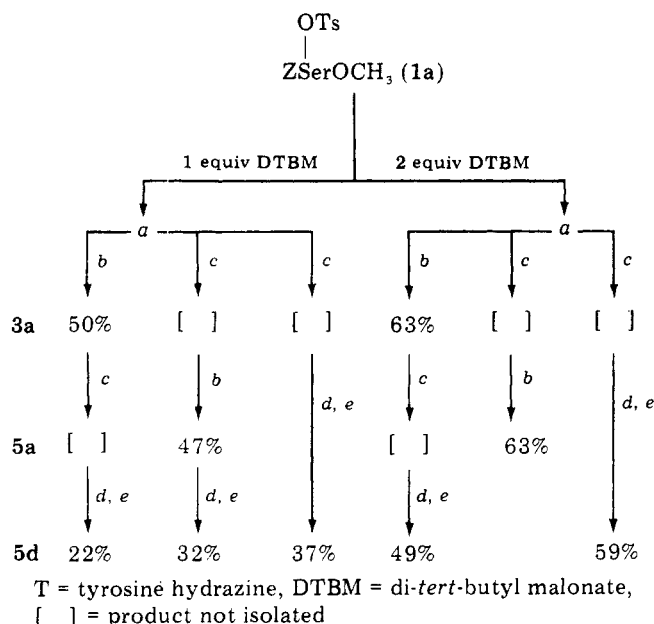 OTs
ZSerOCH₃ (1a)
1 equiv DTBM 2 equiv DTBM
a a
b c c b c c
3a 50% [ ] [ ] 63% [ ] [ ]
c b d, e c b d, e
5a [ ] 47% [ ] 63%
d, e d, e d, e
5d 22% 32% 37% 49% 59%
T = tyrosine hydrazine, DTBM = di-tert-butyl malonate,
[ ] = product not isolated